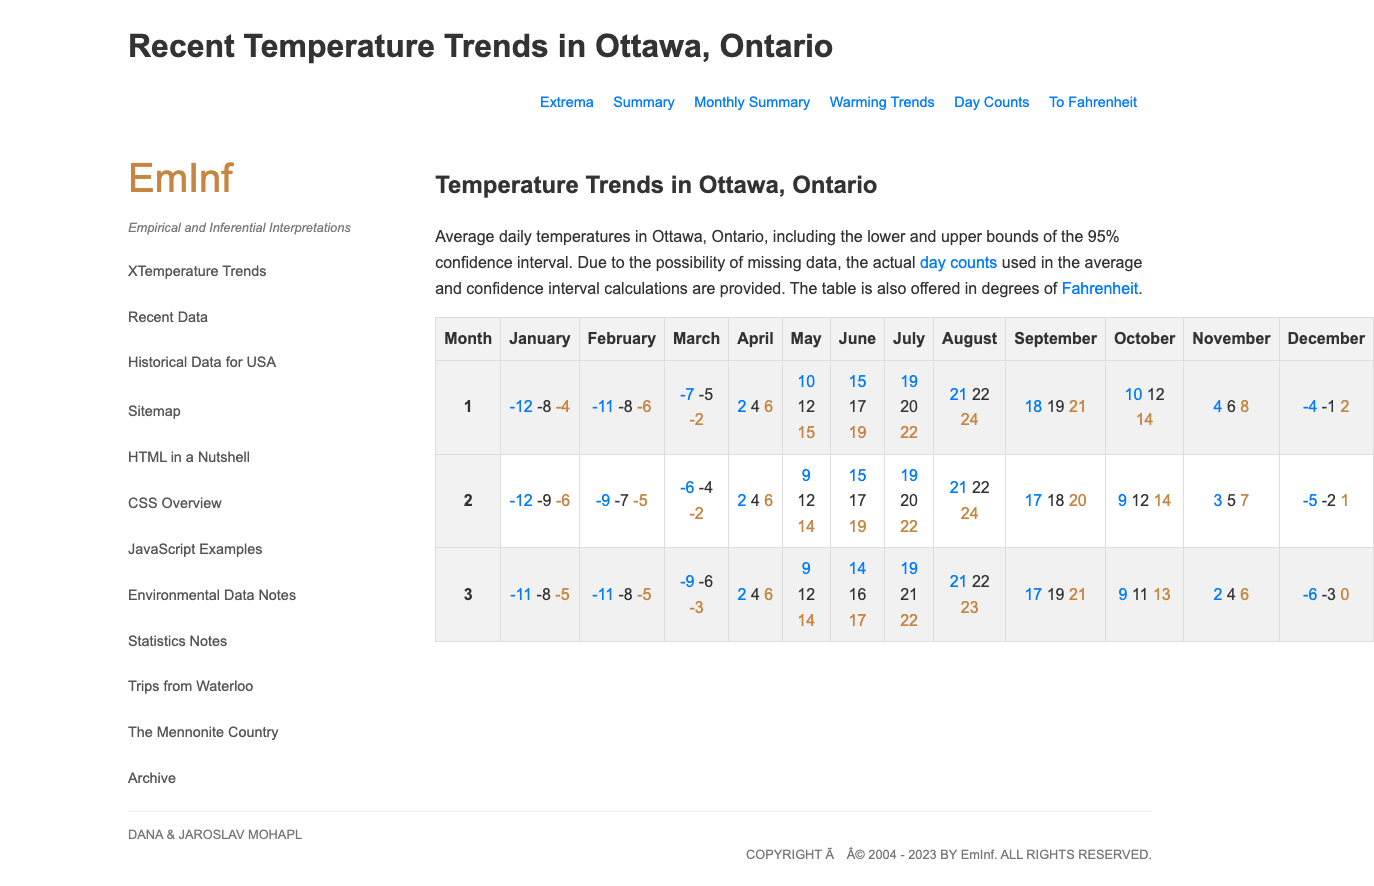 Recent Temperature Trends in Ottawa, Ontario
Extrema Summary Monthly Summary Warming Trends Day Counts To Fahrenheit
EmInf
Empirical and Inferential Interpretations
XTemperature Trends
Recent Data
Historical Data for USA
Sitemap
HTML in a Nutshell
CSS Overview
JavaScript Examples
Environmental Data Notes
Statistics Notes
Trips from Waterloo
The Mennonite Country
Archive
Temperature Trends in Ottawa, Ontario
Average daily temperatures in Ottawa, Ontario, including the lower and upper bounds of the 95%
confidence interval. Due to the possibility of missing data, the actual day counts used in the average
and confidence interval calculations are provided. The table is also offered in degrees of Fahrenheit.
Month January February March April May June July August September October November December
1 -12 -8 -4 -11 -8 -6 -7 -5 -2 2 4 6 10 12 15 15 17 19 19 20 22 21 22 24 18 19 21 10 12 14 4 6 8 -4 -1 2
2 -12 -9 -6 -9 -7 -5 -6 -4 -2 2 4 6 9 12 14 15 17 19 19 20 22 21 22 24 17 18 20 9 12 14 3 5 7 -5 -2 1
3 -11 -8 -5 -11 -8 -5 -9 -6 -3 2 4 6 9 12 14 14 16 17 19 21 22 21 22 23 17 19 21 9 11 13 2 4 6 -6 -3 0
DANA & JAROSLAV MOHAPL
COPYRIGHT Ã Â© 2004 - 2023 BY EmInf. ALL RIGHTS RESERVED.